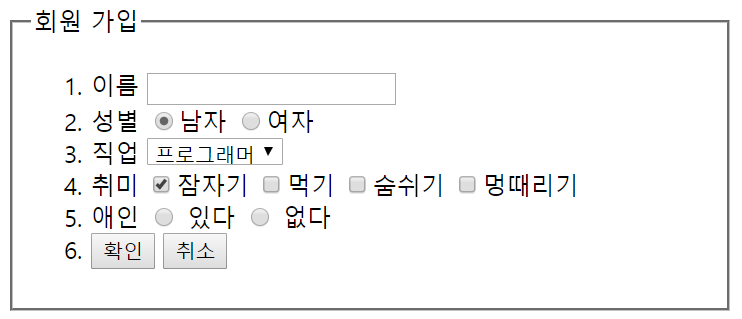 회원 가입
1. 이름
2. 성별 남자 여자
3. 직업 프로그래머
4. 취미 잠자기 먹기 숨쉬기 멍때리기
5. 애인 있다 없다
6. 확인 취소